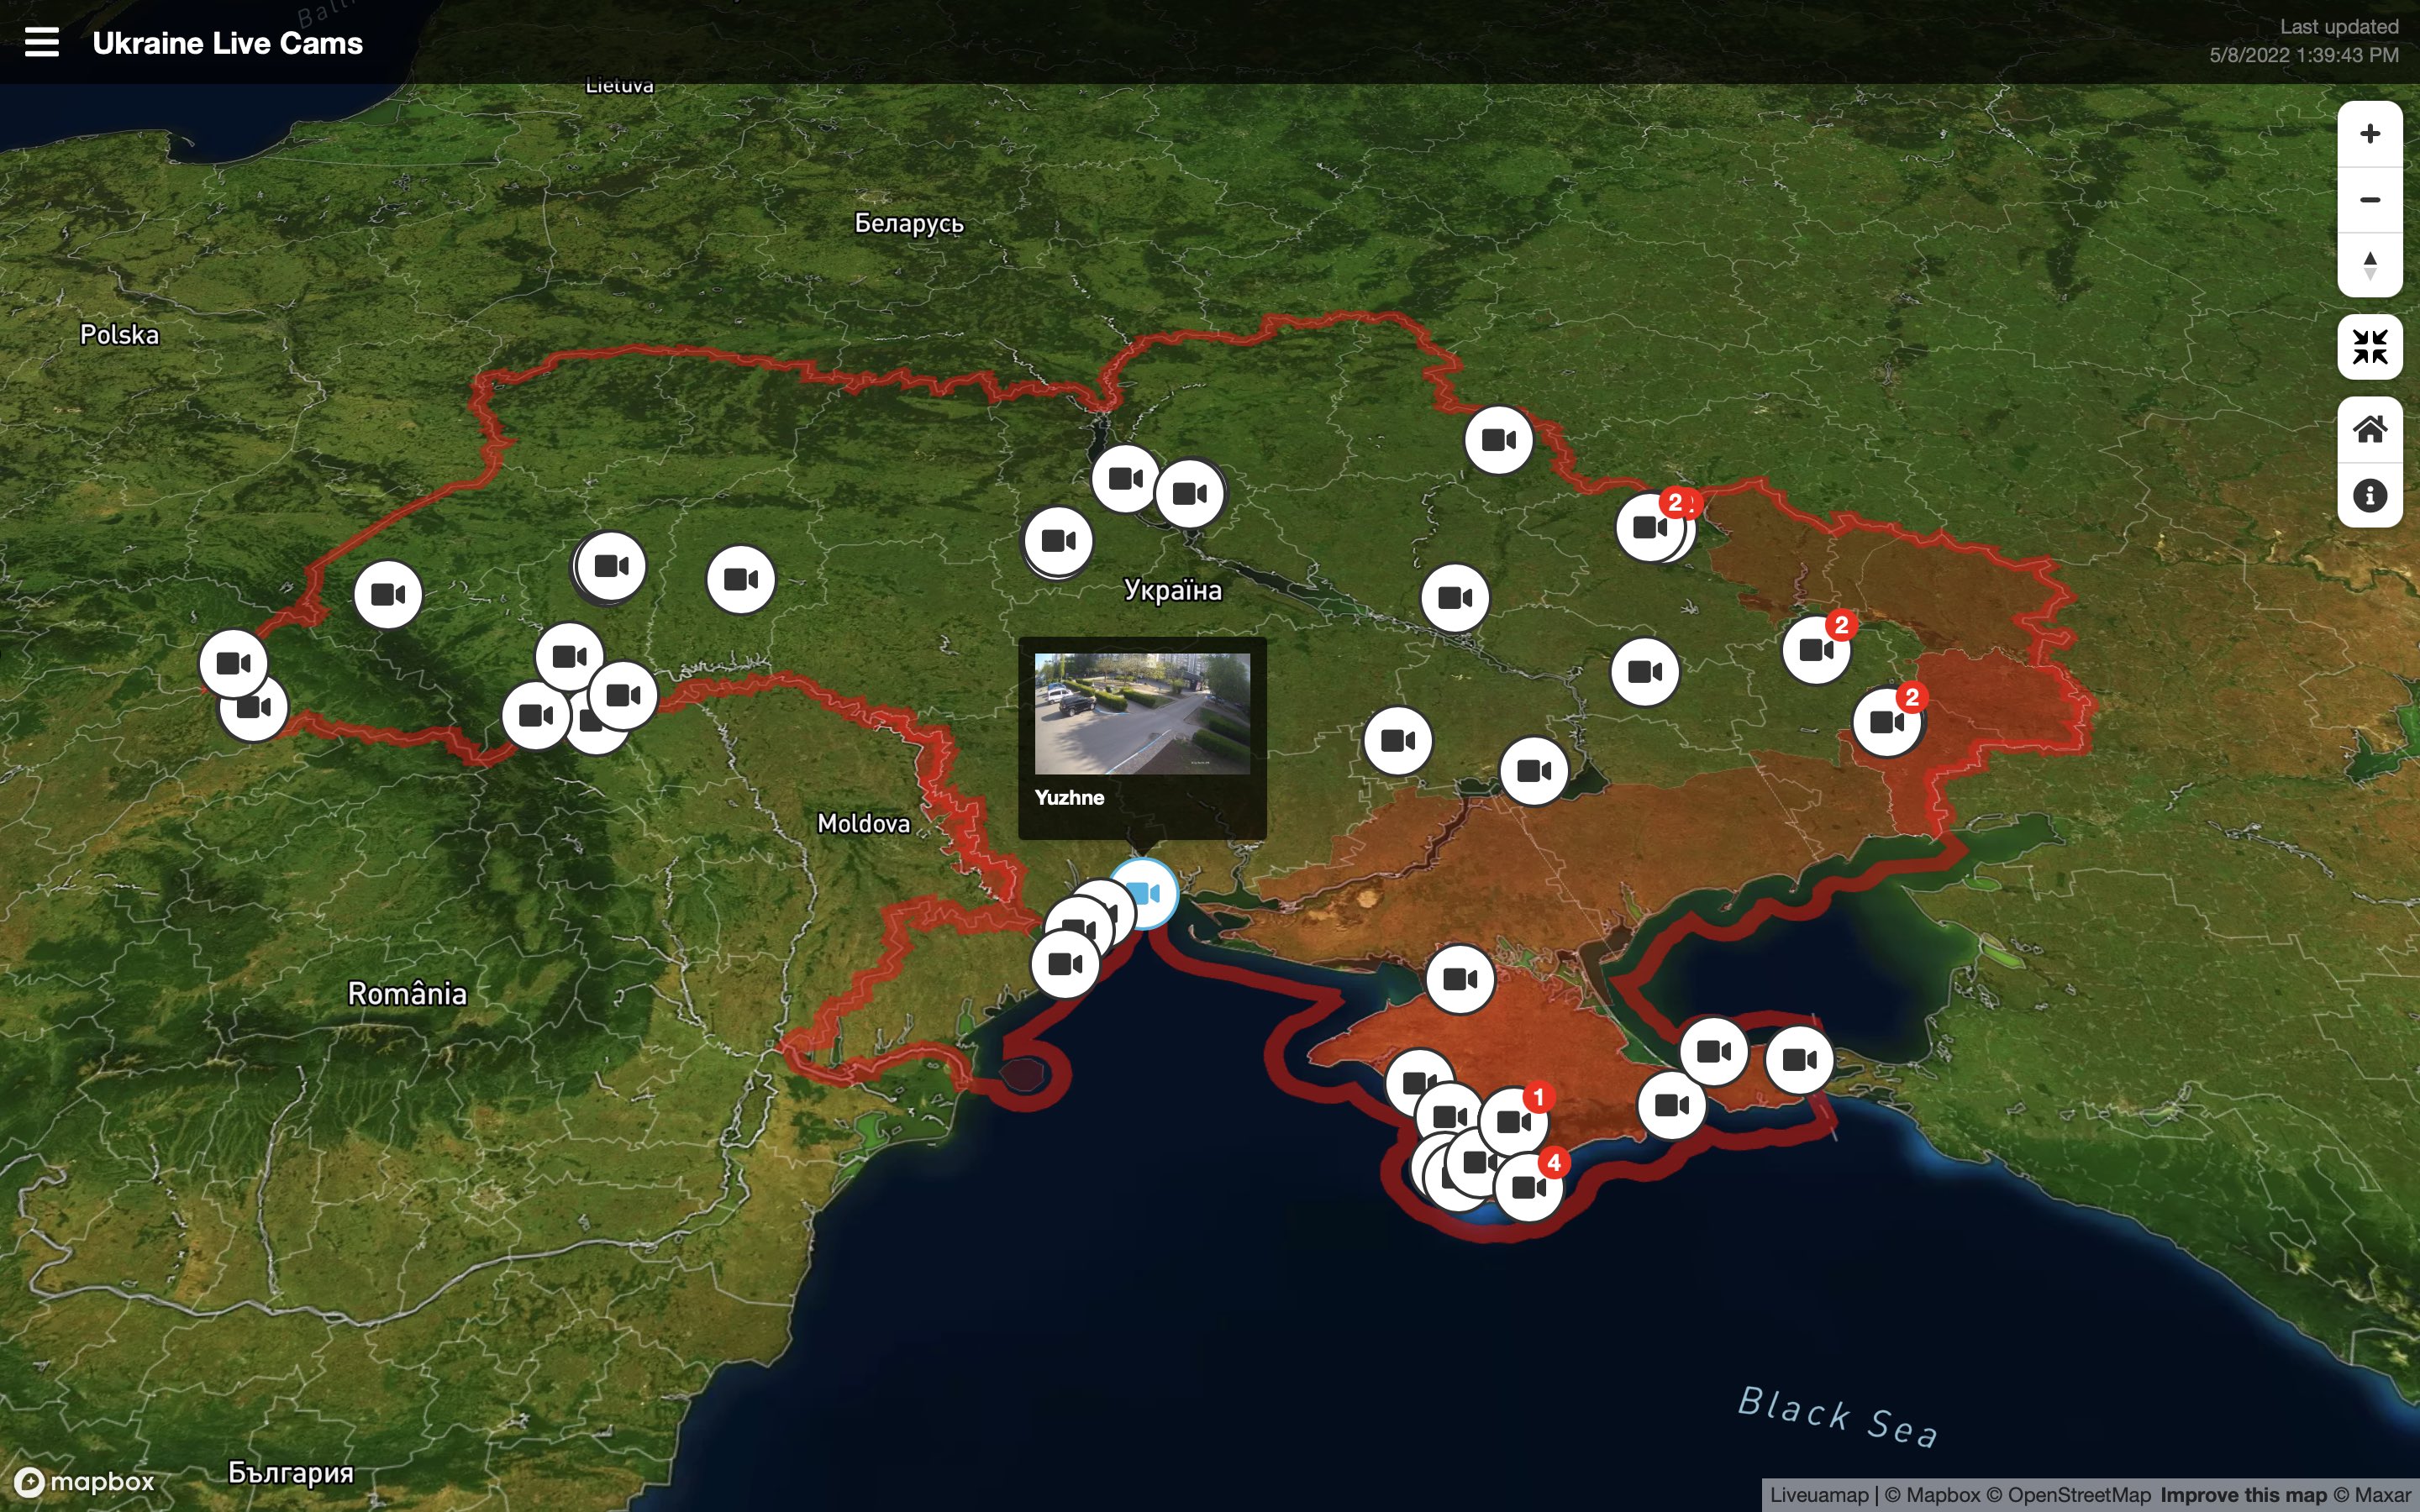 Ukraine Live Cams
Last updated
5/8/2022 1:39:43 PM
Lietuva
Беларусь
Polska
2
Україна
2
2
Yuzhne
Moldova
România
1
4
Black Sea
България
mapbox
Liveuamap | © Mapbox © OpenStreetMap Improve this map © Maxar